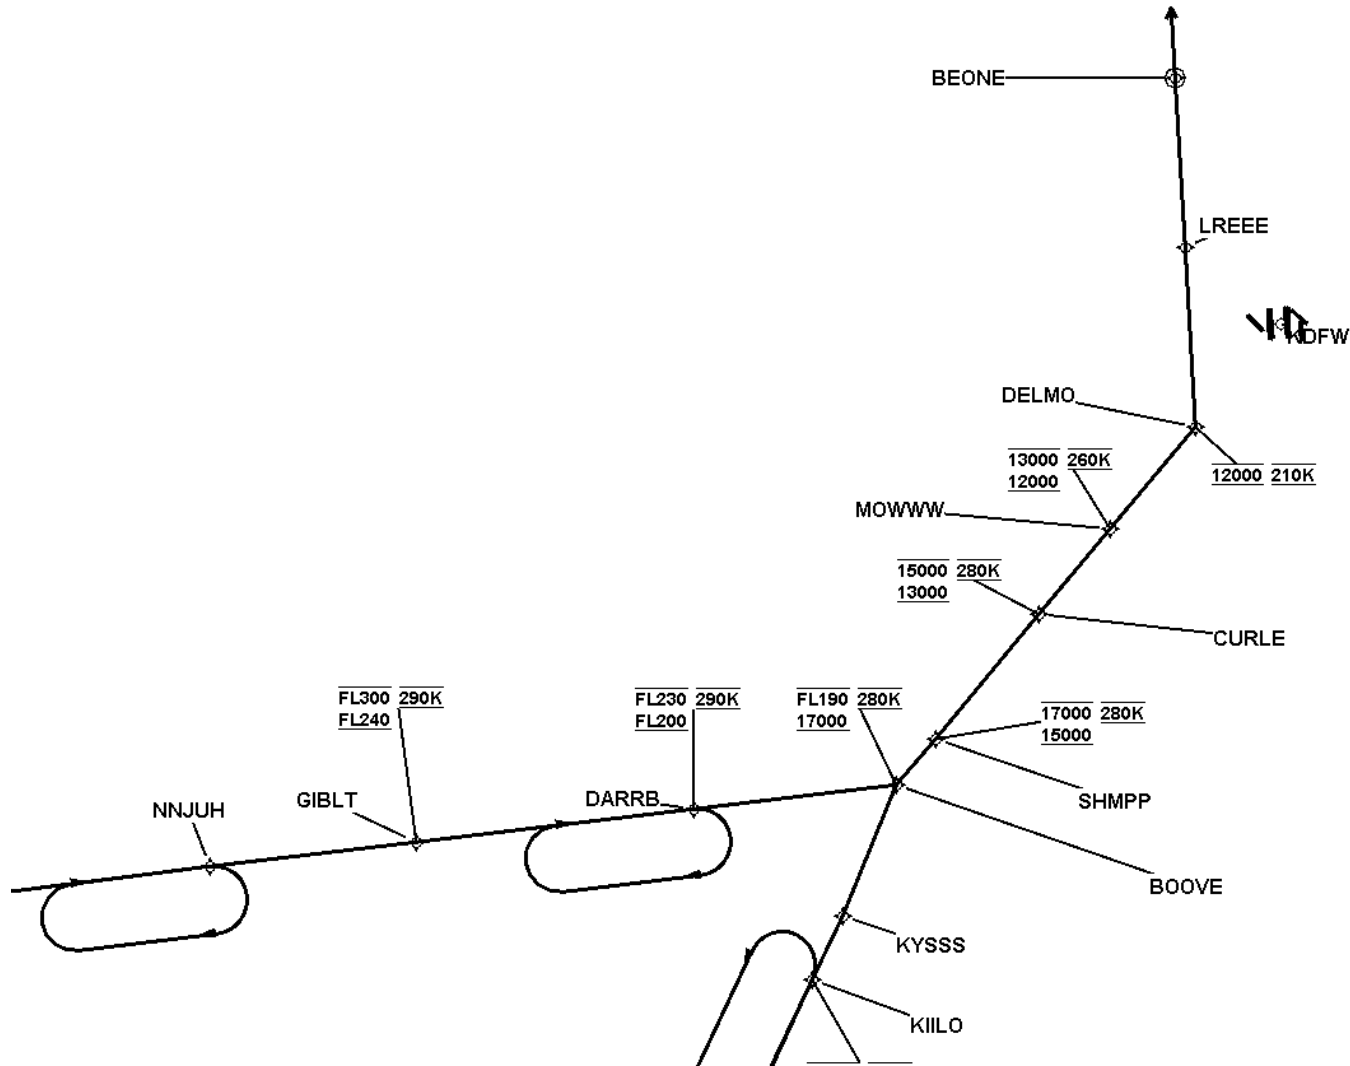 BEONE
LREEE
KDFW
DELMO
13000 260K
12000
12000 210K
MOWWW
15000 280K
13000
CURLE
FL300 290K
FL240
FL230 290K
FL200
FL190 280K
17000
17000 280K
15000
NNJUH
GIBLT
DARRB
SHMPP
BOOVE
KYSSS
KIILO